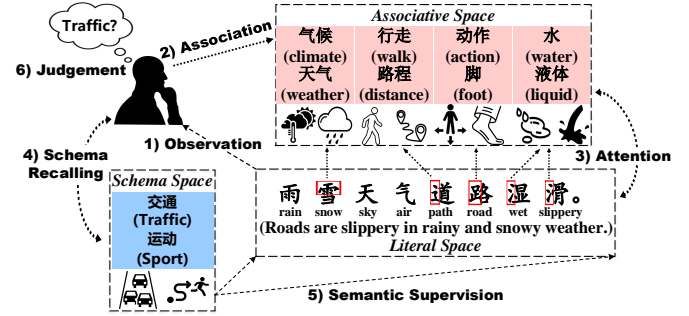 Traffic?
2) Association
6) Judgement
1) Observation
4) Schema
Recalling
3) Attention
5) Semantic Supervision
Associative Space
气候 行走 动作 水
(climate) (walk) (action) (water)
天气 路程 脚 液体
(weather) (distance) (foot) (liquid)
Schema Space
交通
(Traffic)
运动
(Sport)
雨 雪 天 气 道 路 湿 滑。
rain snow sky air path road wet slippery
(Roads are slippery in rainy and snowy weather.)
Literal Space